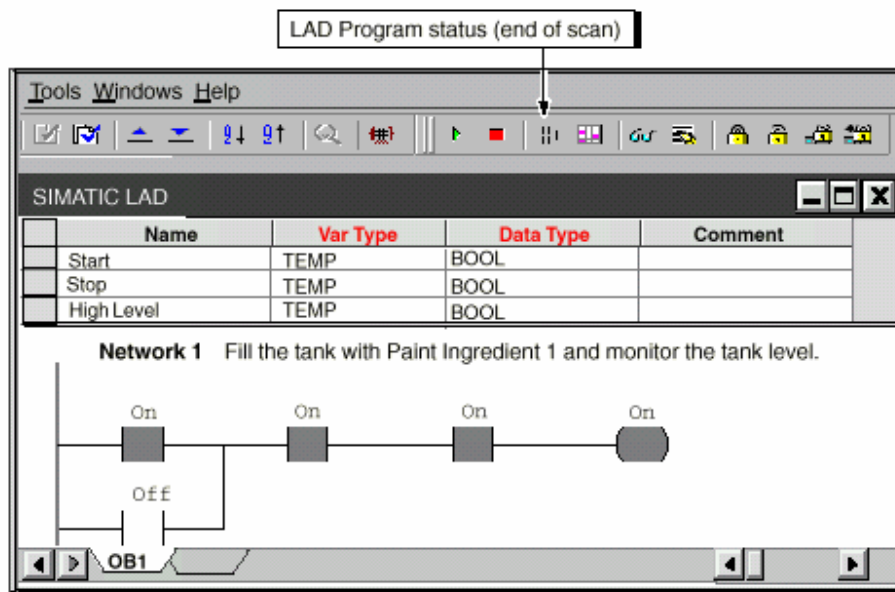 LAD Program status (end of scan)
Tools Windows Help
SIMATIC LAD
Name Var Type Data Type Comment
Start TEMP BOOL
Stop TEMP BOOL
High Level TEMP BOOL
Network 1 Fill the tank with Paint Ingredient 1 and monitor the tank level.
On On On On
Off
OB1